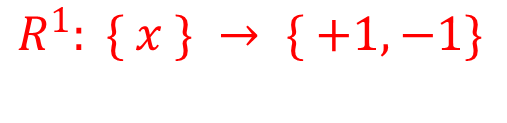 R¹: { x } → { +1, −1}